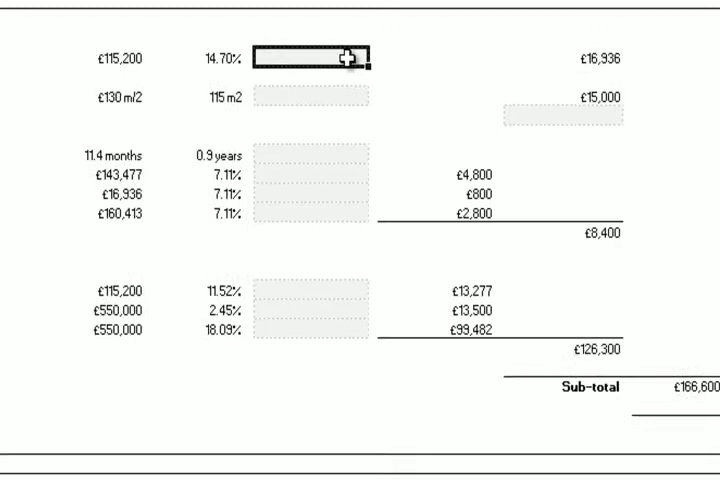 £115,200 14.70% £16,936
£130 m/2 115 m2 £15,000
11.4 months 0.9 years
£143,477 7.11% £4,800
£16,936 7.11% £800
£160,413 7.11% £2,800
£8,400
£115,200 11.52% £13,277
£550,000 2.45% £13,500
£550,000 18.09% £99,482
£126,300
Sub-total £166,600